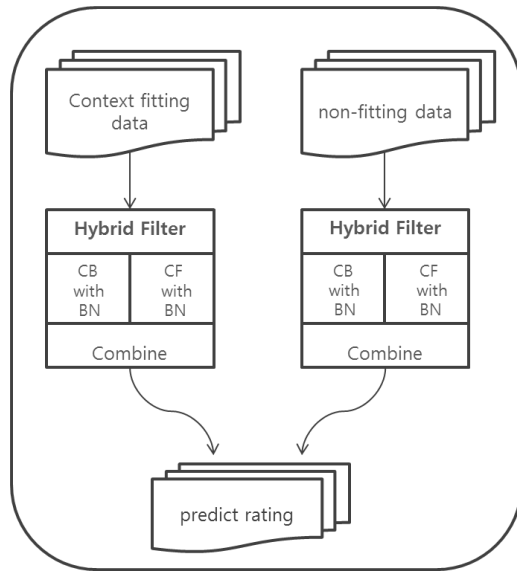 Context fitting
data
non-fitting data
Hybrid Filter
CB
with
BN
CF
with
BN
Combine
Hybrid Filter
CB
with
BN
CF
with
BN
Combine
predict rating